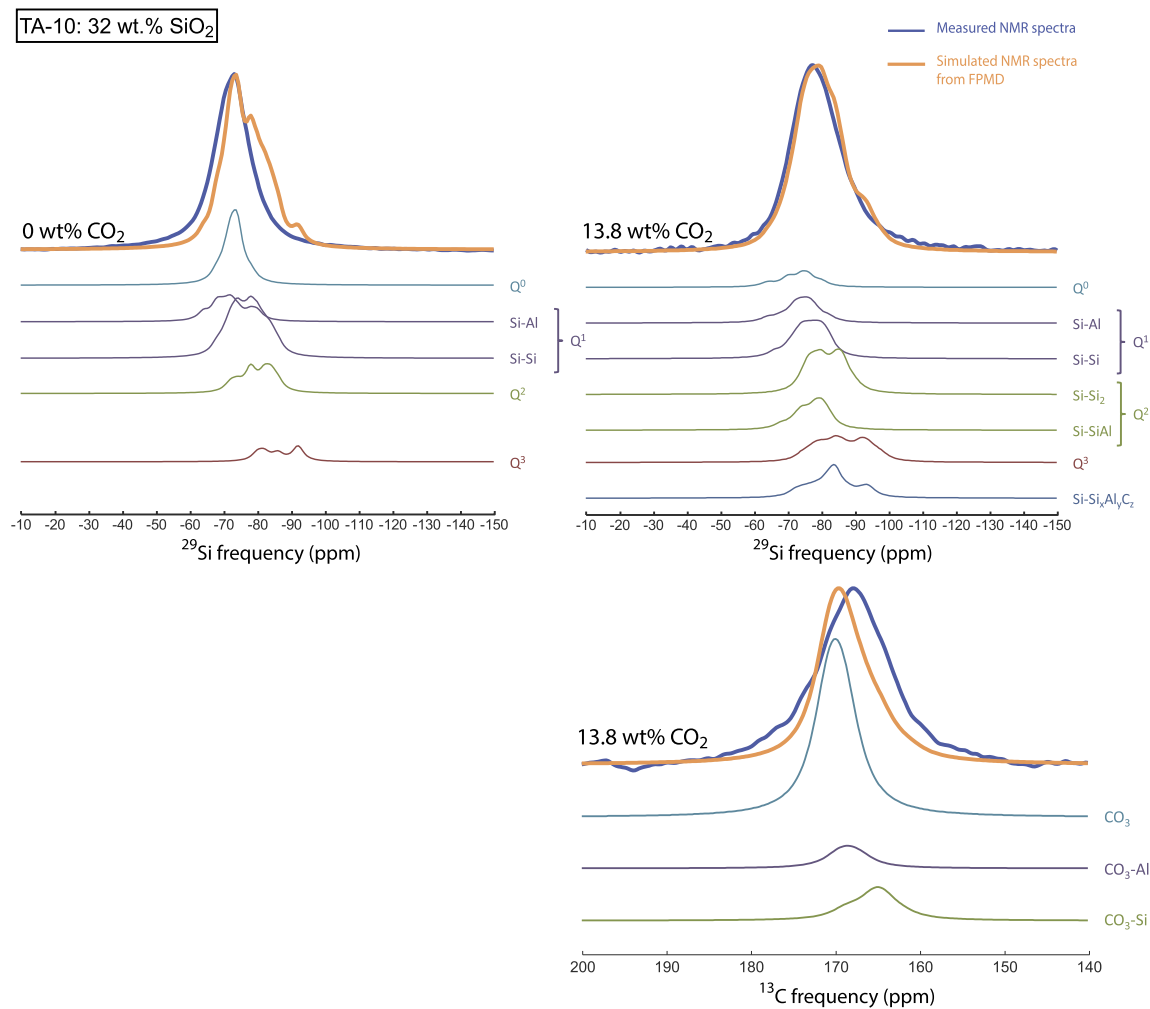 TA-10: 32 wt.% SiO₂
Measured NMR spectra
Simulated NMR spectra
from FPMD
0 wt% CO₂
Q⁰
Si-Al
Si-Si
Q¹
Q²
Q³
-10 -20 -30 -40 -50 -60 -70 -80 -90 -100 -110 -120 -130 -140 -150
²⁹Si frequency (ppm)
13.8 wt% CO₂
Q⁰
Si-Al
Si-Si
Q¹
Si-Si₂
Si-SiAl
Q²
Q³
Si-SiₓAlᵧC_z
-10 -20 -30 -40 -50 -60 -70 -80 -90 -100 -110 -120 -130 -140 -150
²⁹Si frequency (ppm)
13.8 wt% CO₂
CO₃
CO₃-Al
CO₃-Si
200 190 180 170 160 150 140
¹³C frequency (ppm)